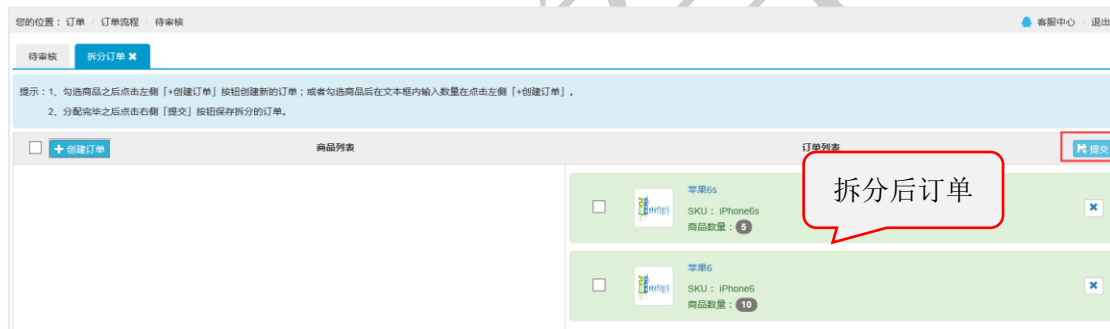 您的位置：订单 / 订单流程 / 待审核
客服中心 / 退出
待审核 拆分订单 ×
提示：1、勾选商品之后点击左侧「+创建订单」按钮创建新的订单；或者勾选商品后在文本框内输入数量在点击左侧「+创建订单」。
2、分配完毕之后点击右侧「提交」按钮保存拆分的订单。
+ 创建订单 商品列表 订单列表 提交
拆分后订单
苹果6s
SKU： iPhone6s
商品数量： 5
苹果6
SKU： iPhone6
商品数量： 10